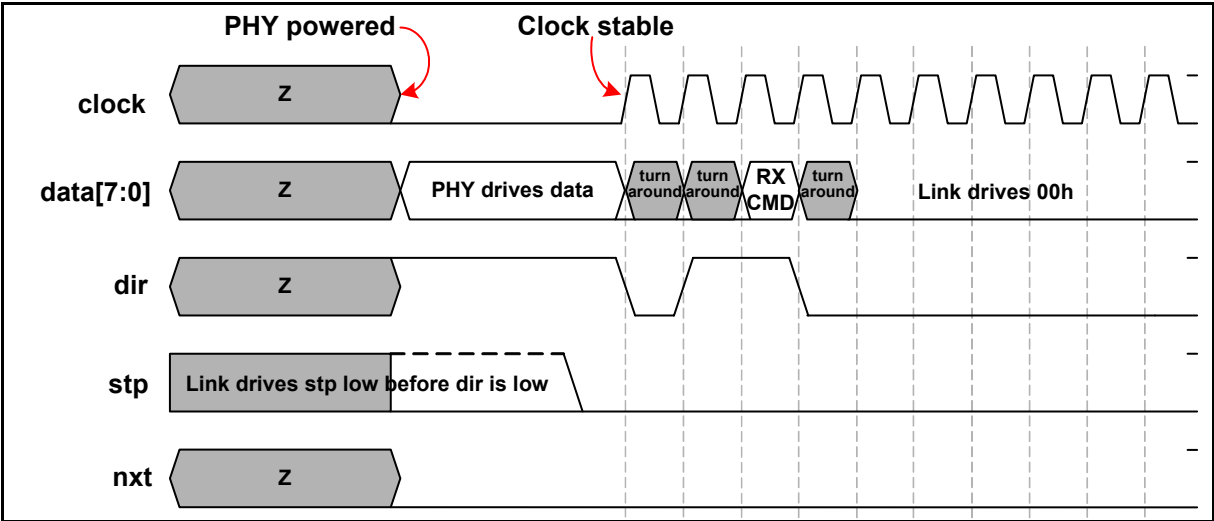 PHY powered
Clock stable
clock
Z
data[7:0]
Z
PHY drives data
turn
around
turn
around
RX
CMD
turn
around
Link drives 00h
dir
Z
stp
Link drives stp low before dir is low
nxt
Z